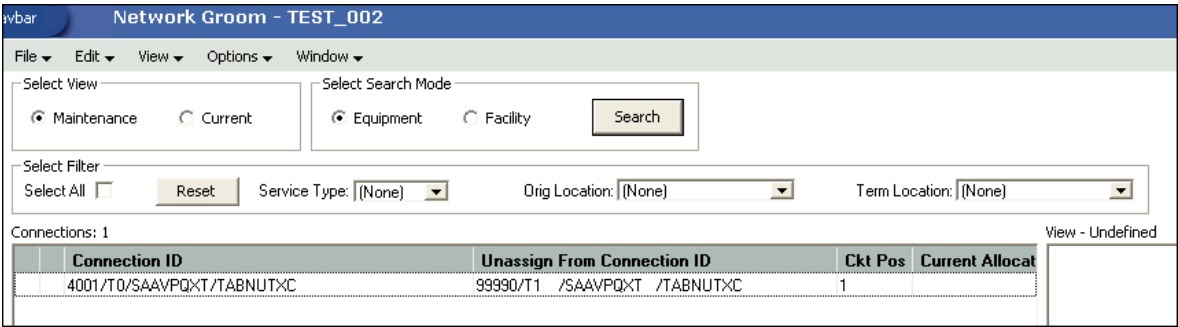 avbar Network Groom - TEST_002
File Edit View Options Window
Select View Select Search Mode
Maintenance Current Equipment Facility Search
Select Filter
Select All Reset Service Type: (None) Orig Location: (None) Term Location: (None)
Connections: 1 View - Undefined
Connection ID Unassign From Connection ID Ckt Pos Current Allocat
4001/T0/SAAVPQXT/TABNUTXC 99990/T1 /SAAVPQXT /TABNUTXC 1